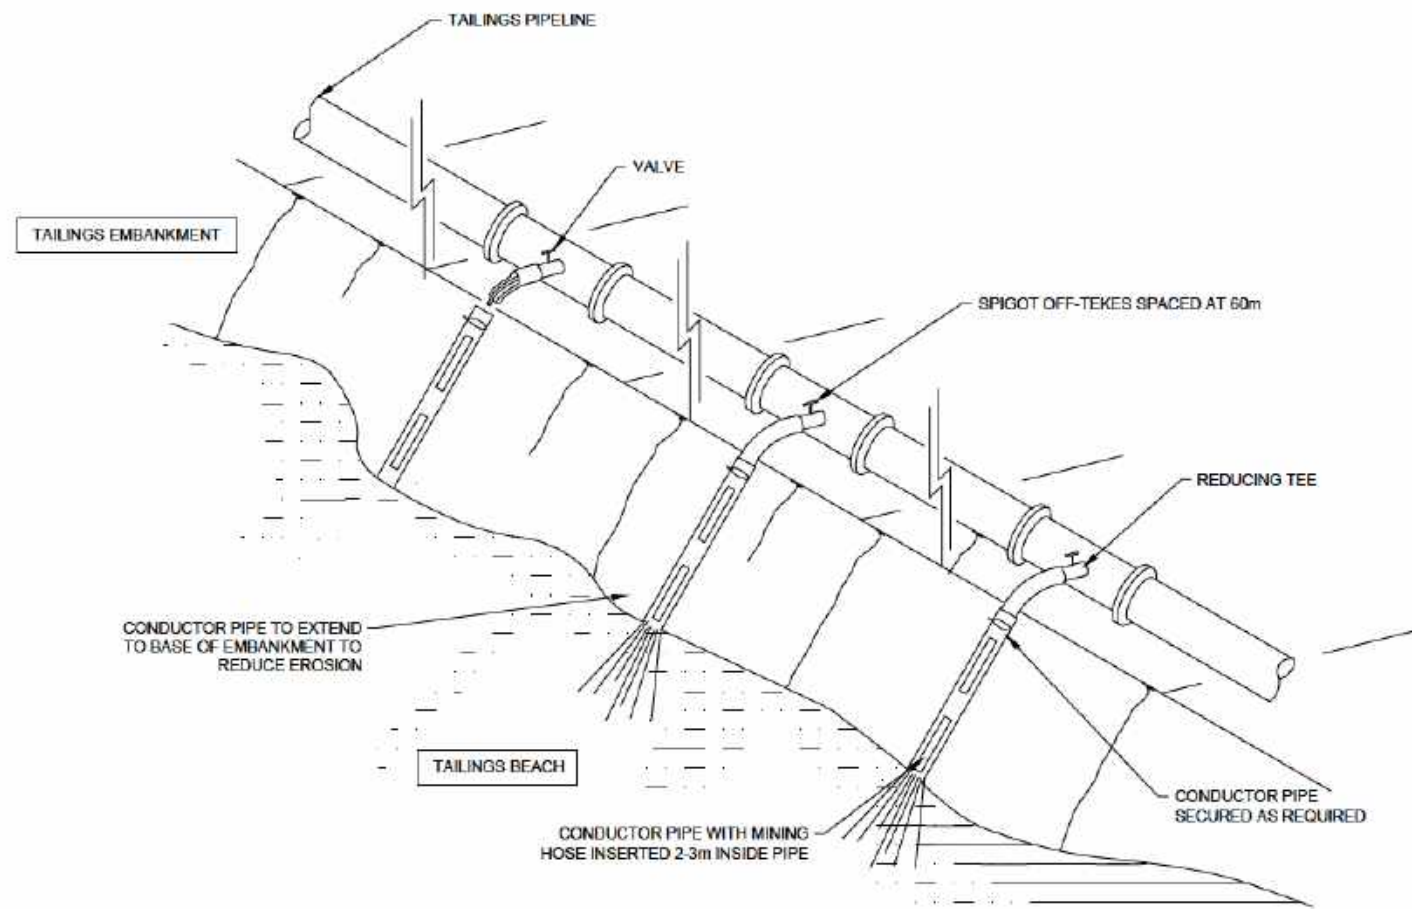 TAILINGS PIPELINE
VALVE
TAILINGS EMBANKMENT
SPIGOT OFF-TEKES SPACED AT 60m
REDUCING TEE
CONDUCTOR PIPE TO EXTEND
TO BASE OF EMBANKMENT TO
REDUCE EROSION
TAILINGS BEACH
CONDUCTOR PIPE
SECURED AS REQUIRED
CONDUCTOR PIPE WITH MINING
HOSE INSERTED 2-3m INSIDE PIPE